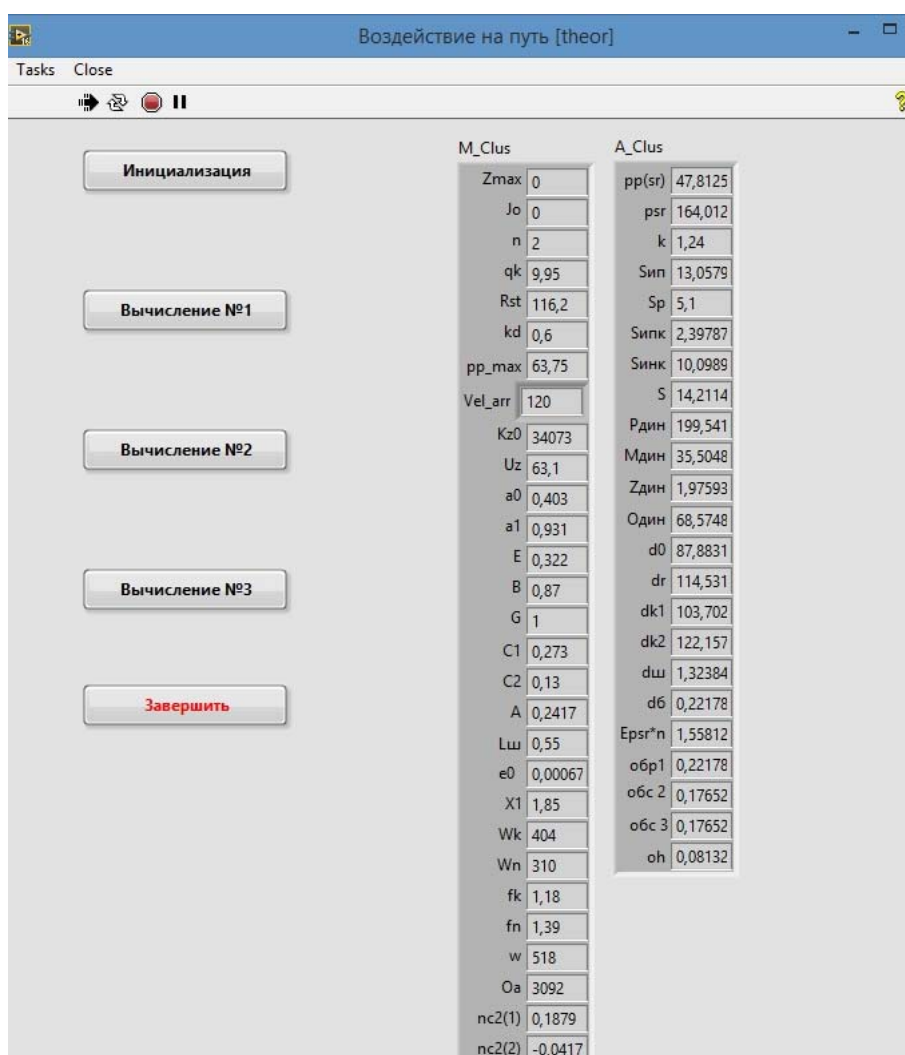 Воздействие на путь [theor]
Tasks Close
Инициализация
Вычисление №1
Вычисление №2
Вычисление №3
Завершить
M_Clus
Zmax 0
Jo 0
n 2
qk 9,95
Rst 116,2
kd 0,6
pp_max 63,75
Vel_arr 120
Kz0 34073
Uz 63,1
a0 0,403
a1 0,931
E 0,322
B 0,87
G 1
C1 0,273
C2 0,13
A 0,2417
Lш 0,55
e0 0,00067
X1 1,85
Wk 404
Wn 310
fk 1,18
fn 1,39
w 518
Oa 3092
nc2(1) 0,1879
nc2(2) -0,0417
A_Clus
pp(sr) 47,8125
psr 164,012
k 1,24
Sип 13,0579
Sp 5,1
Sипк 2,39787
Sинк 10,0989
S 14,2114
Pдин 199,541
Mдин 35,5048
Zдин 1,97593
Oдин 68,5748
d0 87,8831
dr 114,531
dk1 103,702
dk2 122,157
dш 1,32384
dб 0,22178
Epsr*n 1,55812
обр1 0,22178
обс 2 0,17652
обс 3 0,17652
oh 0,08132